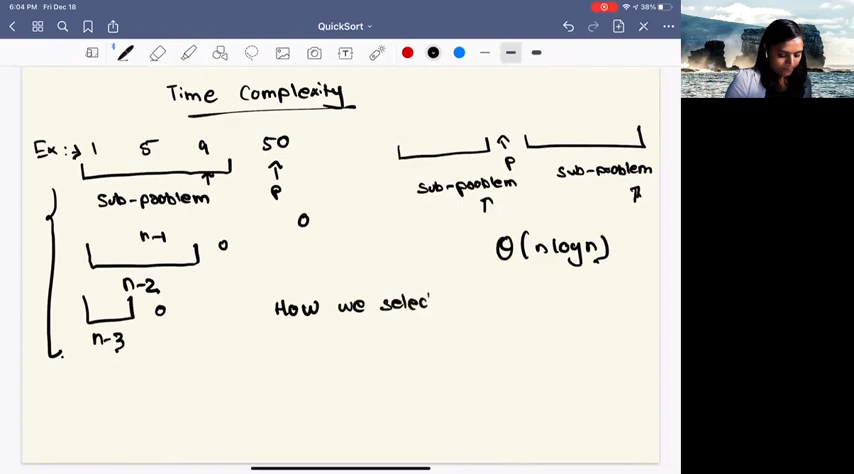 6:04 PM Fri Dec 18
38%
QuickSort
T
Time Complexity
Ex:→ 1 5 9 50
P
sub-problem
0
n-1
0
n-2
0
n-3
P
sub-problem
sub-problem
θ(nlogn)
How we selec